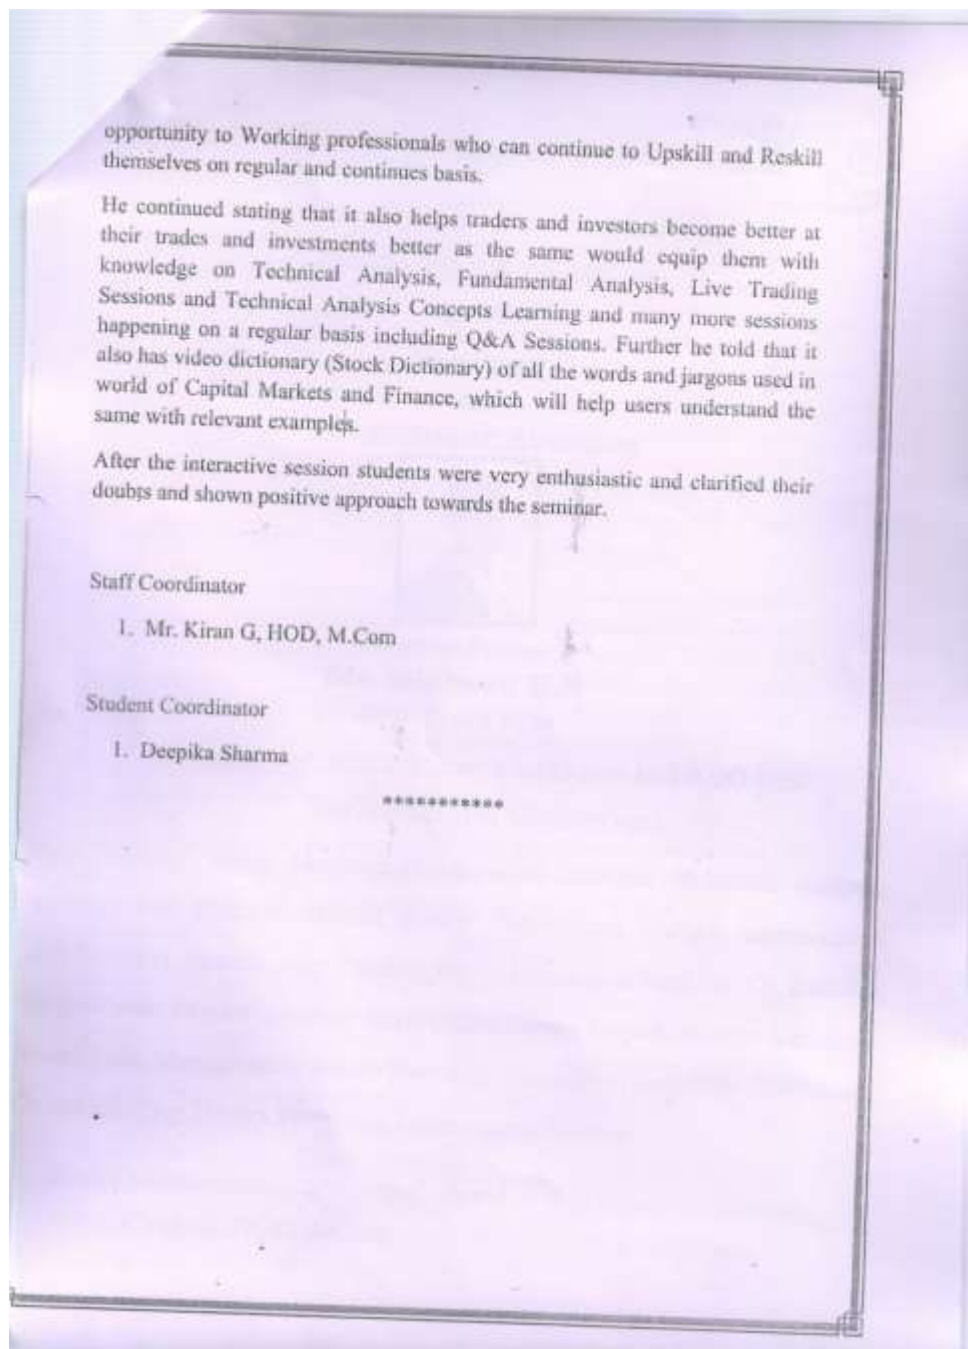 opportunity to Working professionals who can continue to Upskill and Reskill
themselves on regular and continues basis.
He continued stating that it also helps traders and investors become better at
their trades and investments better as the same would equip them with
knowledge on Technical Analysis, Fundamental Analysis, Live Trading
Sessions and Technical Analysis Concepts Learning and many more sessions
happening on a regular basis including Q&A Sessions. Further he told that it
also has video dictionary (Stock Dictionary) of all the words and jargons used in
world of Capital Markets and Finance, which will help users understand the
same with relevant examples.
After the interactive session students were very enthusiastic and clarified their
doubts and shown positive approach towards the seminar.
Staff Coordinator
1. Mr. Kiran G, HOD, M.Com
Student Coordinator
1. Deepika Sharma
***********